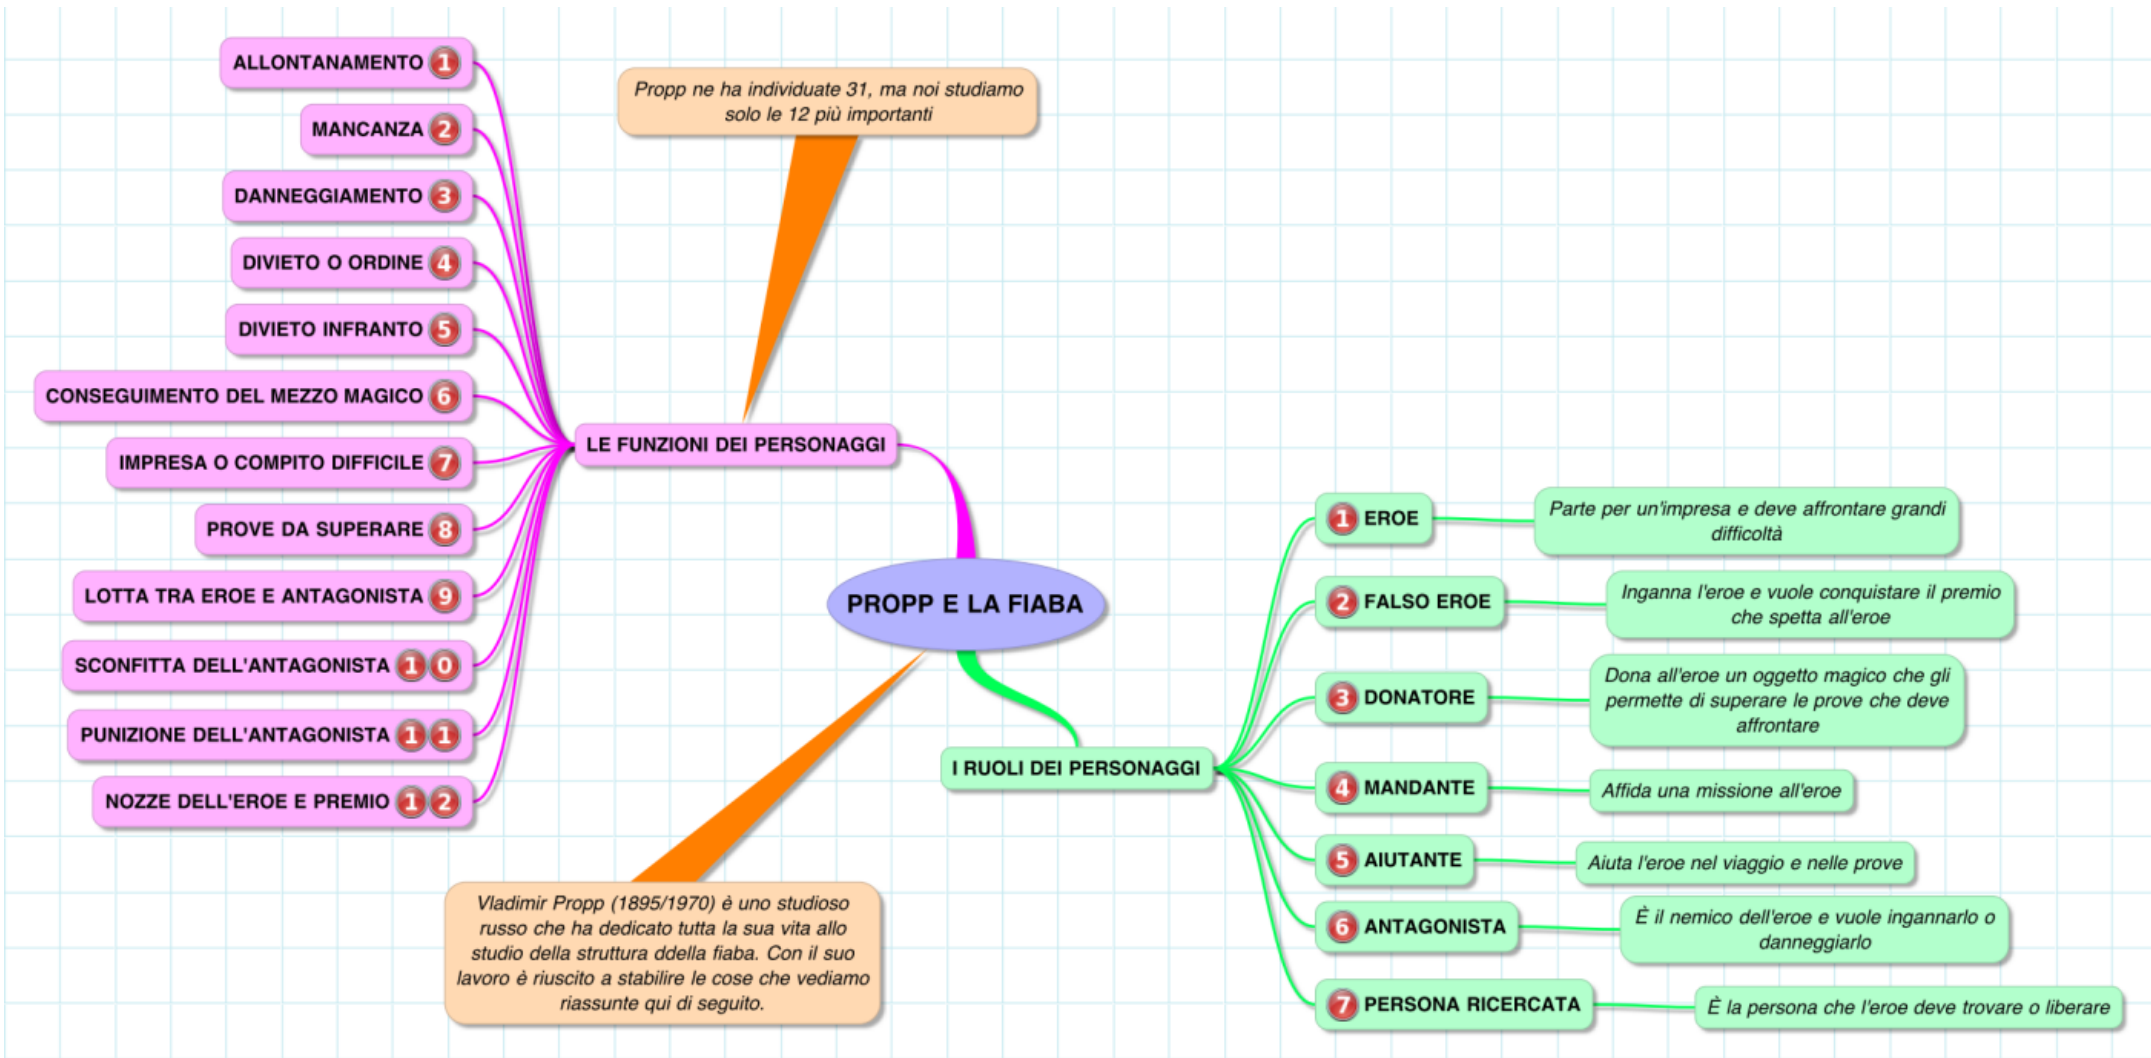 ALLONTANAMENTO 1
MANCANZA 2
DANNEGGIAMENTO 3
DIVIETO O ORDINE 4
DIVIETO INFRANTO 5
CONSEGUIMENTO DEL MEZZO MAGICO 6
IMPRESA O COMPITO DIFFICILE 7
PROVE DA SUPERARE 8
LOTTA TRA EROE E ANTAGONISTA 9
SCONFITTA DELL'ANTAGONISTA 1 0
PUNIZIONE DELL'ANTAGONISTA 1 1
NOZZE DELL'EROE E PREMIO 1 2
Propp ne ha individuate 31, ma noi studiamo
solo le 12 più importanti
LE FUNZIONI DEI PERSONAGGI
PROPP E LA FIABA
Vladimir Propp (1895/1970) è uno studioso
russo che ha dedicato tutta la sua vita allo
studio della struttura ddella fiaba. Con il suo
lavoro è riuscito a stabilire le cose che vediamo
riassunte qui di seguito.
I RUOLI DEI PERSONAGGI
1 EROE
Parte per un'impresa e deve affrontare grandi
difficoltà
2 FALSO EROE
Inganna l'eroe e vuole conquistare il premio
che spetta all'eroe
3 DONATORE
Dona all'eroe un oggetto magico che gli
permette di superare le prove che deve
affrontare
4 MANDANTE
Affida una missione all'eroe
5 AIUTANTE
Aiuta l'eroe nel viaggio e nelle prove
6 ANTAGONISTA
È il nemico dell'eroe e vuole ingannarlo o
danneggiarlo
7 PERSONA RICERCATA
È la persona che l'eroe deve trovare o liberare